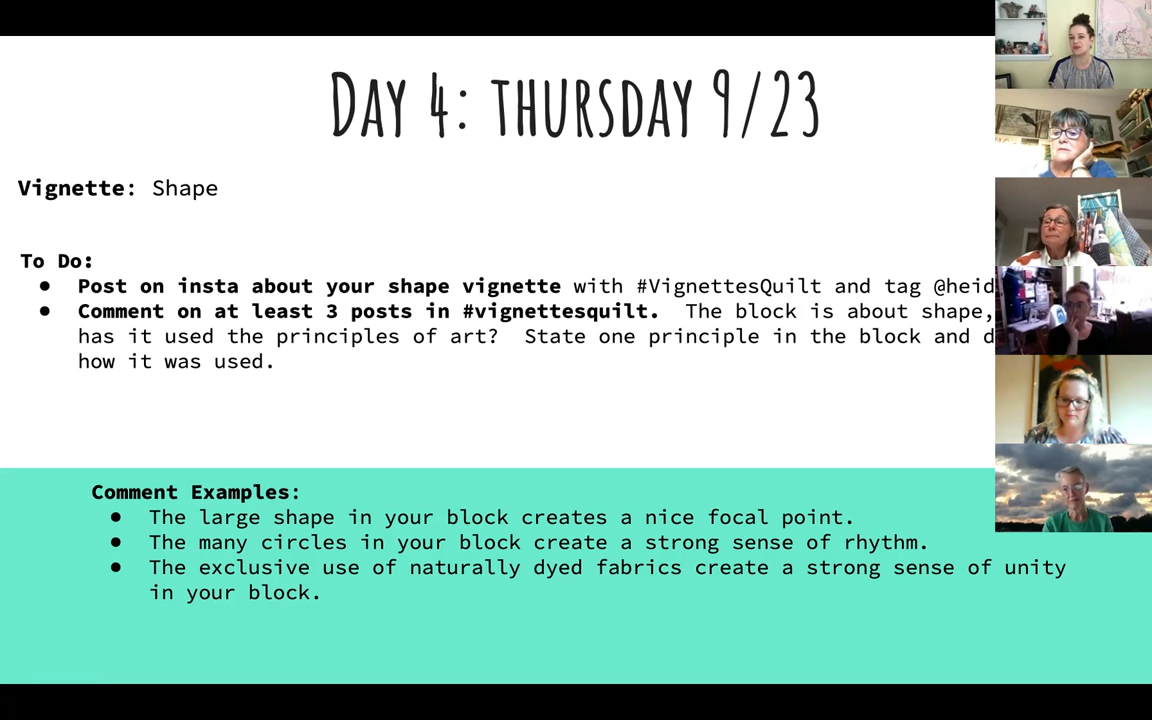 DAY 4: THURSDAY 9/23
Vignette: Shape
To Do:
● Post on insta about your shape vignette with #VignettesQuilt and tag @heid
● Comment on at least 3 posts in #vignettesquilt. The block is about shape,
has it used the principles of art? State one principle in the block and d
how it was used.
Comment Examples:
● The large shape in your block creates a nice focal point.
● The many circles in your block create a strong sense of rhythm.
● The exclusive use of naturally dyed fabrics create a strong sense of unity
in your block.